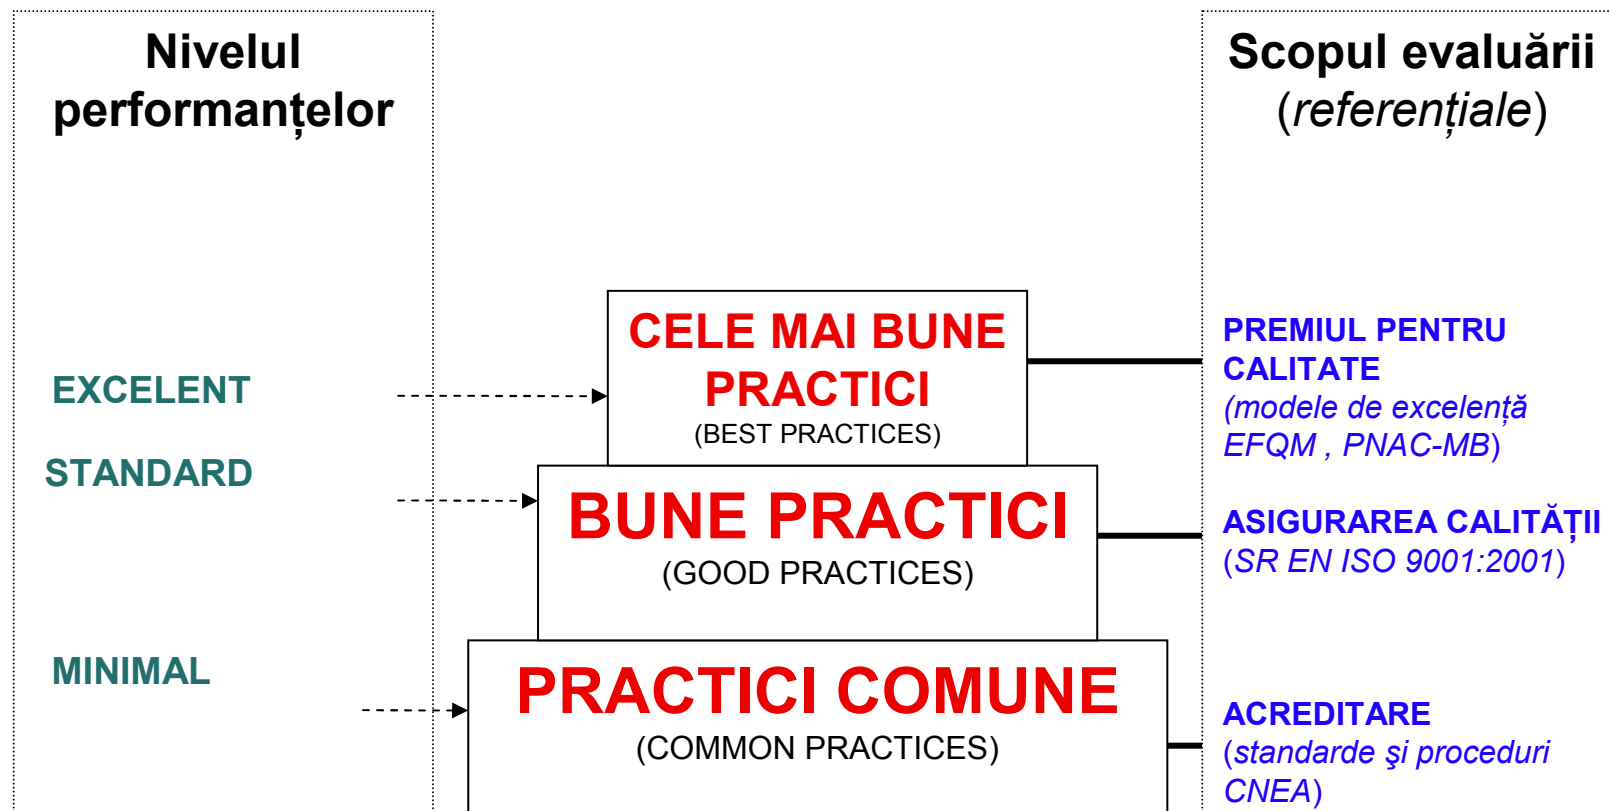 Nivelul
performanțelor
EXCELENT
STANDARD
MINIMAL
CELE MAI BUNE
PRACTICI
(BEST PRACTICES)
BUNE PRACTICI
(GOOD PRACTICES)
PRACTICI COMUNE
(COMMON PRACTICES)
Scopul evaluării
(referențiale)
PREMIUL PENTRU
CALITATE
(modele de excelență
EFQM , PNAC-MB)
ASIGURAREA CALITĂȚII
(SR EN ISO 9001:2001)
ACREDITARE
(standarde şi proceduri
CNEA)